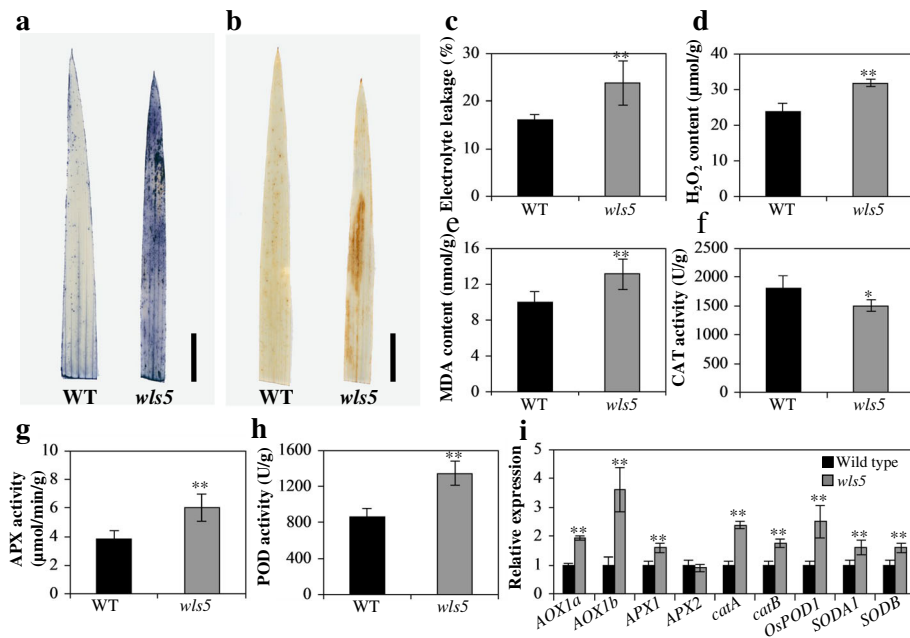 a
WT
wls5
b
WT
wls5
c
Electrolyte leakage (%)
30
20
10
0
**
WT
wls5
d
H₂O₂ content (μmol/g)
40
30
20
10
0
**
WT
wls5
e
MDA content (nmol/g)
16
12
8
4
0
**
WT
wls5
f
CAT activity (U/g)
2500
2000
1500
1000
500
0
*
WT
wls5
g
APX activity
(μmol/min/g)
10
8
6
4
2
0
**
WT
wls5
h
POD activity (U/g)
1600
1200
800
400
0
**
WT
wls5
i
Relative expression
5
4
3
2
1
0
Wild type
wls5
**
**
**
**
**
**
**
**
AOX1a
AOX1b
APX1
APX2
catA
catB
OsPOD1
SODA1
SODB